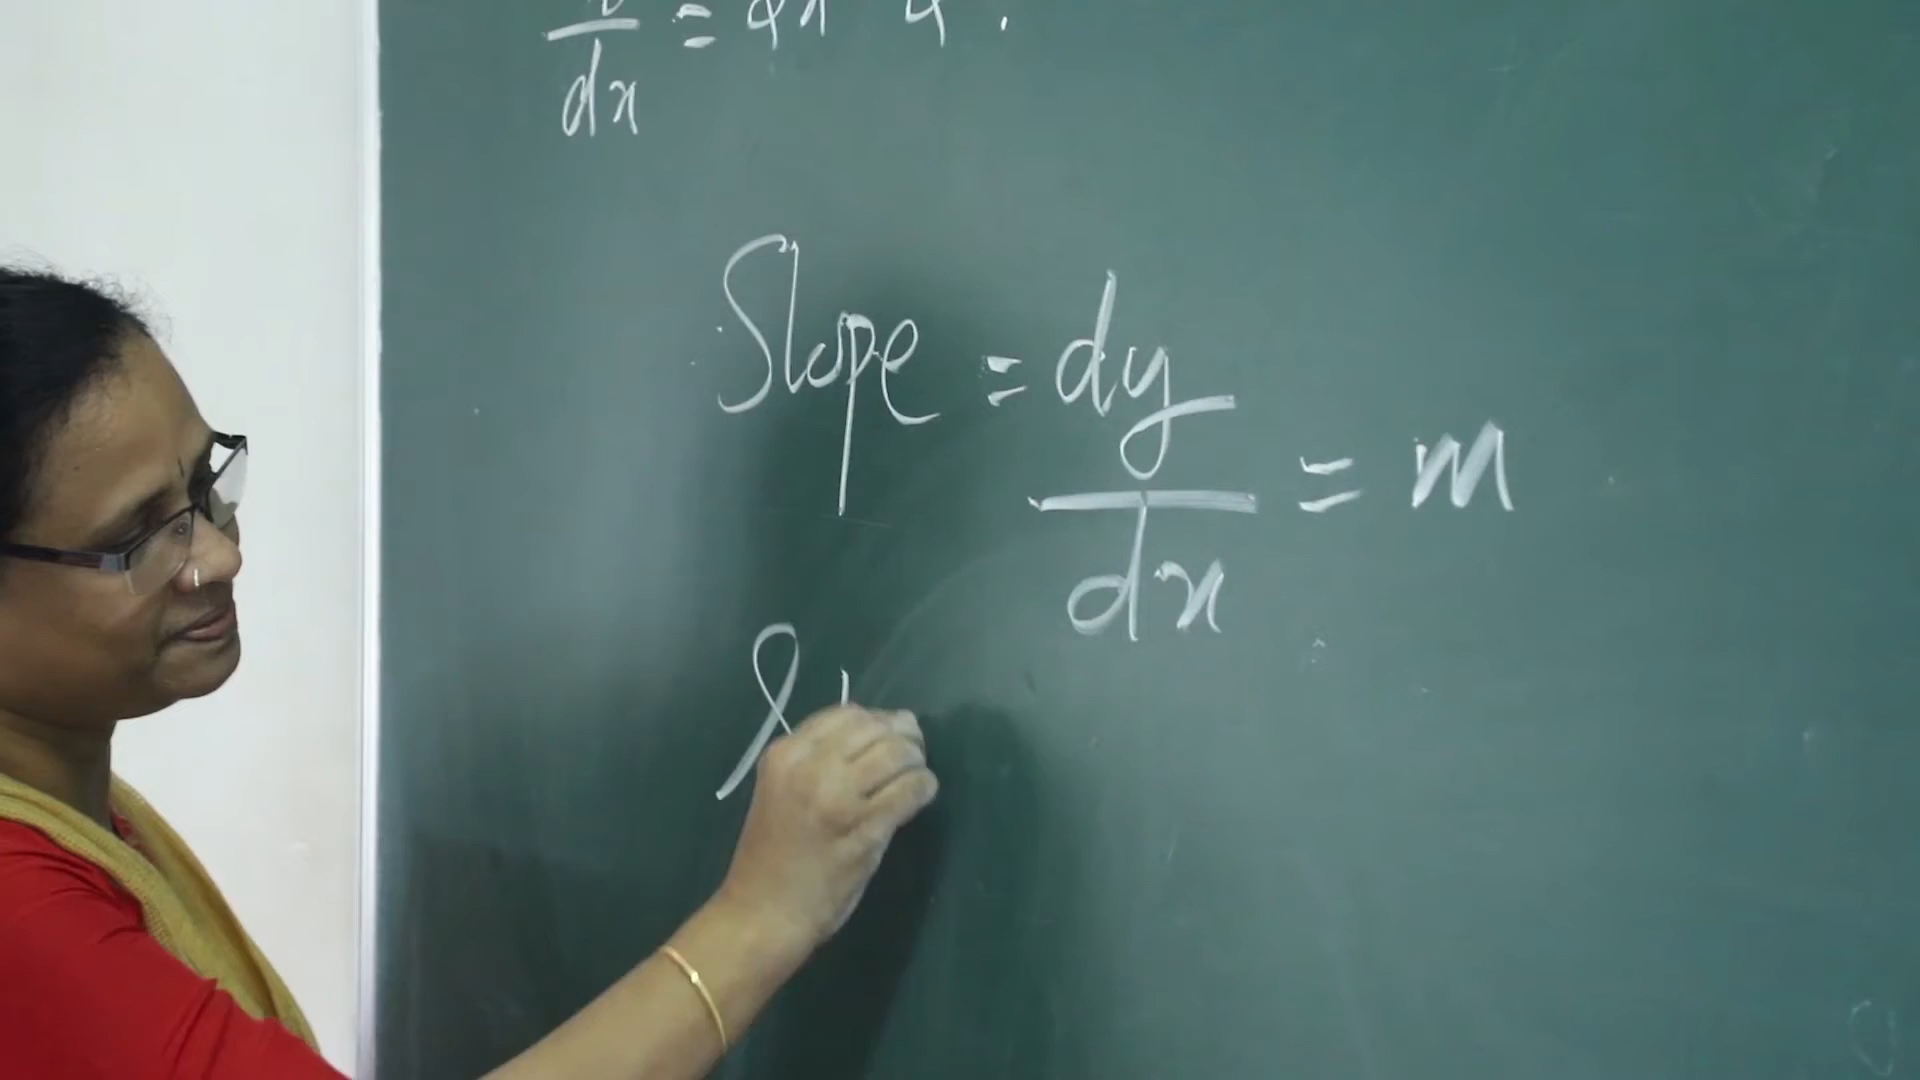 dx
Slope = dy/dx = m